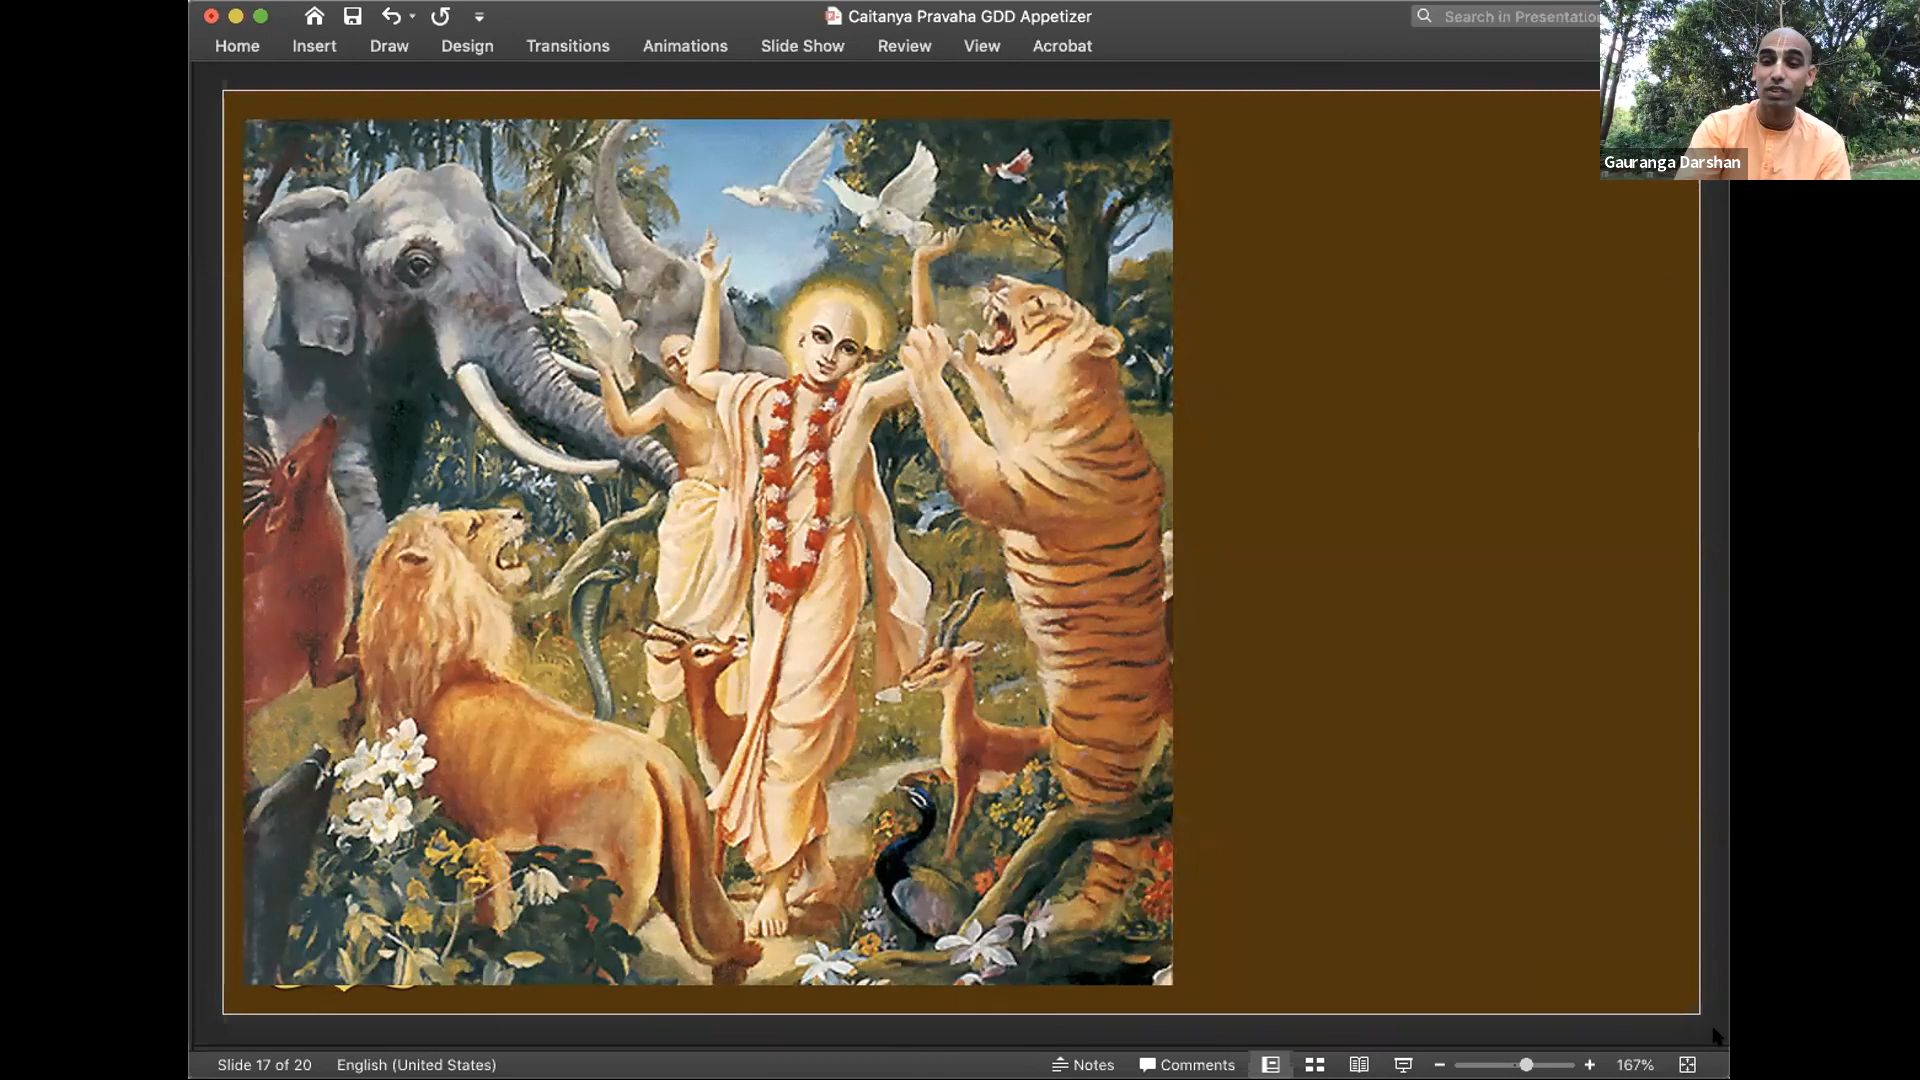 Caitanya Pravaha GDD Appetizer
Search in Presentation
Home Insert Draw Design Transitions Animations Slide Show Review View Acrobat
Gauranga Darshan
Slide 17 of 20 English (United States) Notes Comments 167%